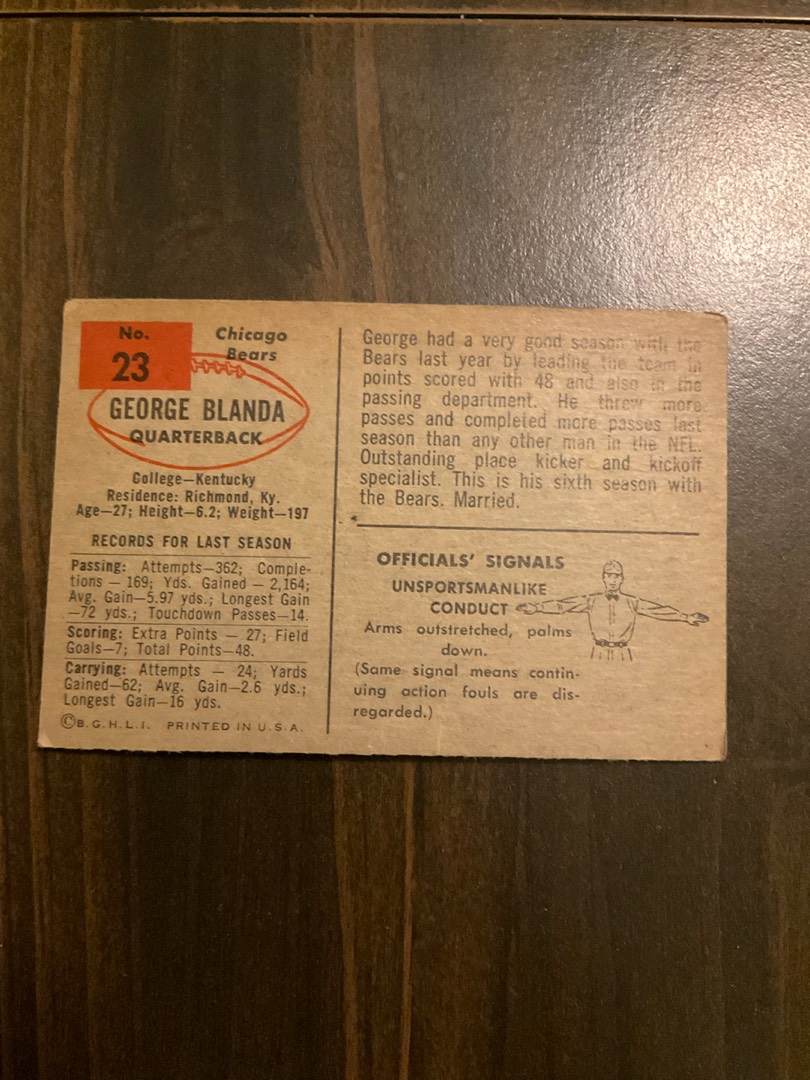 No.
23
Chicago
Bears
GEORGE BLANDA
QUARTERBACK
College—Kentucky
Residence: Richmond, Ky.
Age—27; Height—6.2; Weight—197
RECORDS FOR LAST SEASON
Passing: Attempts—362; Comple-
tions — 169; Yds. Gained — 2,164;
Avg. Gain—5.97 yds.; Longest Gain
—72 yds.; Touchdown Passes—14.
Scoring: Extra Points — 27; Field
Goals—7; Total Points—48.
Carrying: Attempts — 24; Yards
Gained—62; Avg. Gain—2.6 yds.;
Longest Gain—16 yds.
©B.G.H.L.I. PRINTED IN U.S.A.
George had a very good season with the
Bears last year by leading the team in
points scored with 48 and also in the
passing department. He threw more
passes and completed more passes last
season than any other man in the NFL.
Outstanding place kicker and kickoff
specialist. This is his sixth season with
the Bears. Married.
OFFICIALS' SIGNALS
UNSPORTSMANLIKE
CONDUCT
Arms outstretched, palms
down.
(Same signal means contin-
uing action fouls are dis-
regarded.)